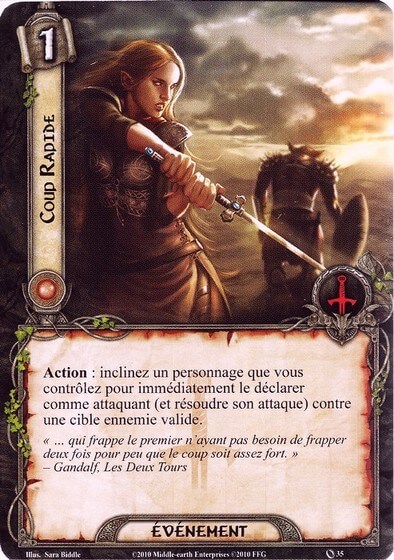 1
Coup Rapide
Action : inclinez un personnage que vous
contrôlez pour immédiatement le déclarer
comme attaquant (et résoudre son attaque) contre
une cible ennemie valide.
« ... qui frappe le premier n'ayant pas besoin de frapper
deux fois pour peu que le coup soit assez fort. »
– Gandalf, Les Deux Tours
ÉVÉNEMENT
Illus. Sara Biddle
©2010 Middle-earth Enterprises ©2010 FFG
35